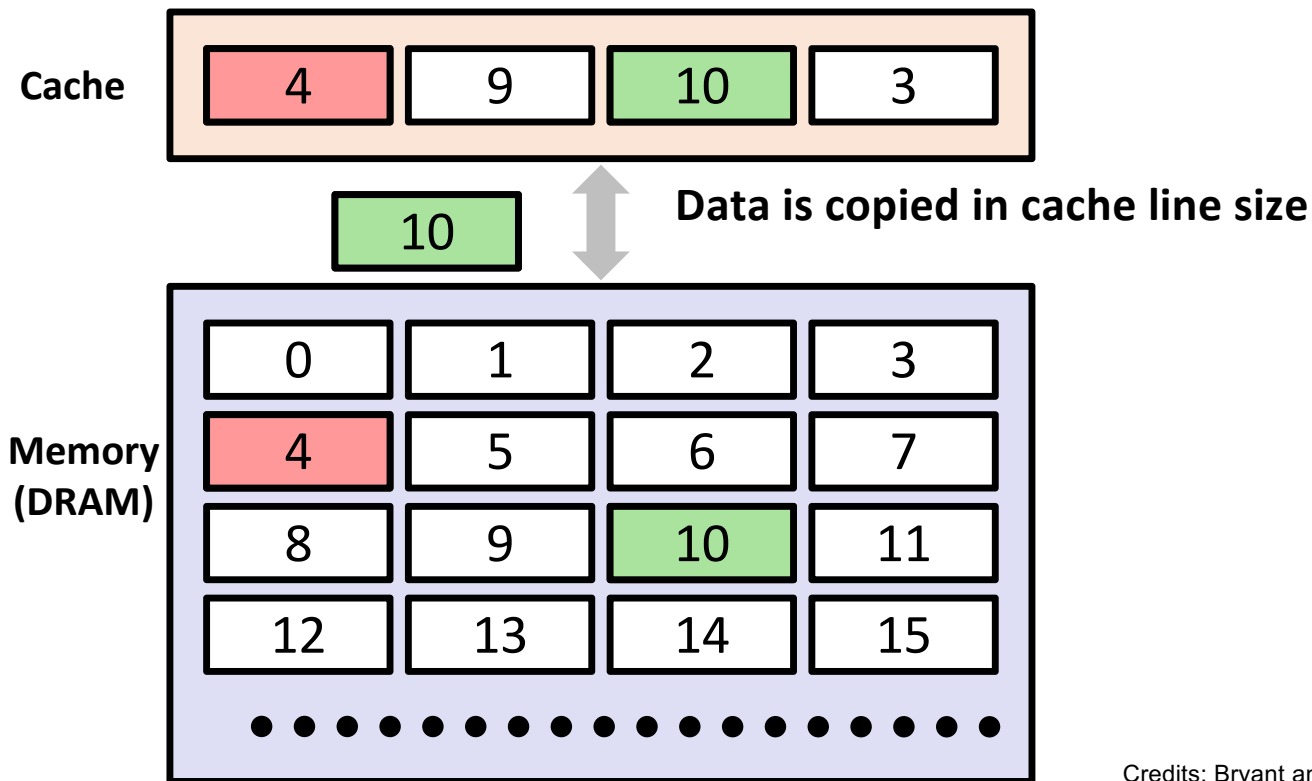 Cache
4 9 10 3
10
Data is copied in cache line size
0 1 2 3
Memory
(DRAM)
4 5 6 7
8 9 10 11
12 13 14 15
Credits: Bryant